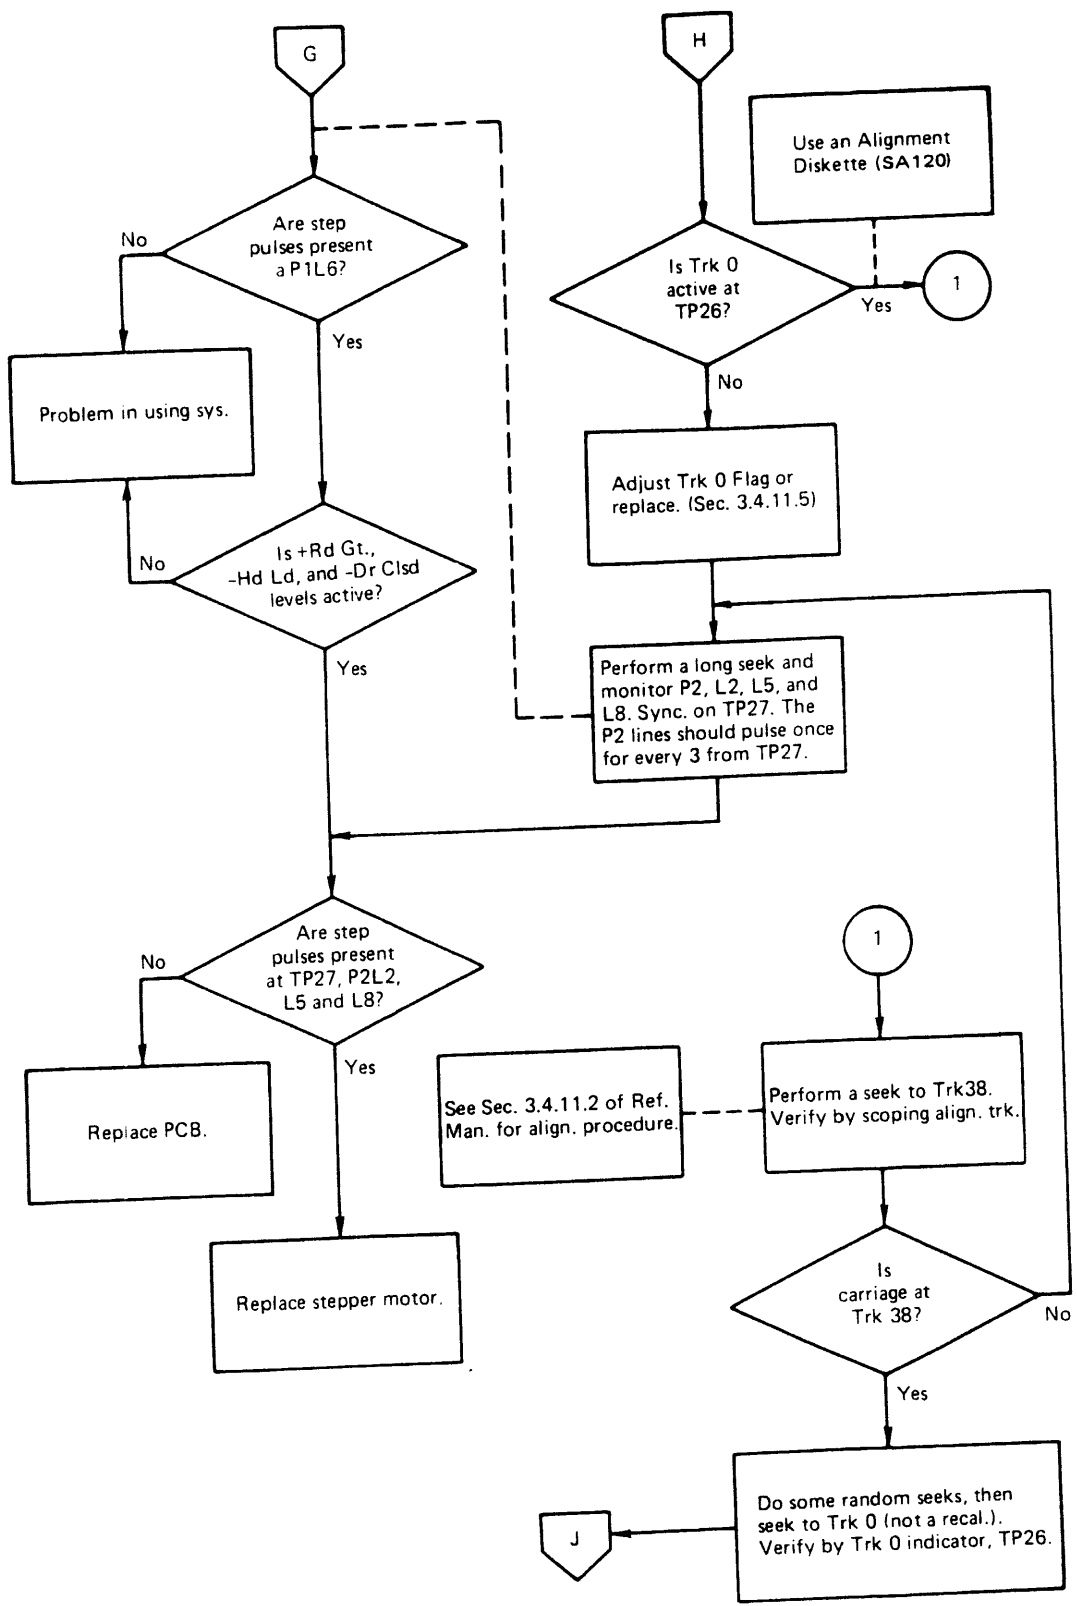 G
Are step
pulses present
a P1L6?
No
Yes
Problem in using sys.
Is +Rd Gt.,
-Hd Ld, and -Dr Clsd
levels active?
No
Yes
Are step
pulses present
at TP27, P2L2,
L5 and L8?
No
Yes
Replace PCB.
Replace stepper motor.
H
Use an Alignment
Diskette (SA120)
Is Trk 0
active at
TP26?
Yes
1
No
Adjust Trk 0 Flag or
replace. (Sec. 3.4.11.5)
Perform a long seek and
monitor P2, L2, L5, and
L8. Sync. on TP27. The
P2 lines should pulse once
for every 3 from TP27.
1
See Sec. 3.4.11.2 of Ref.
Man. for align. procedure.
Perform a seek to Trk38.
Verify by scoping align. trk.
Is
carriage at
Trk 38?
No
Yes
Do some random seeks, then
seek to Trk 0 (not a recal.).
Verify by Trk 0 indicator, TP26.
J